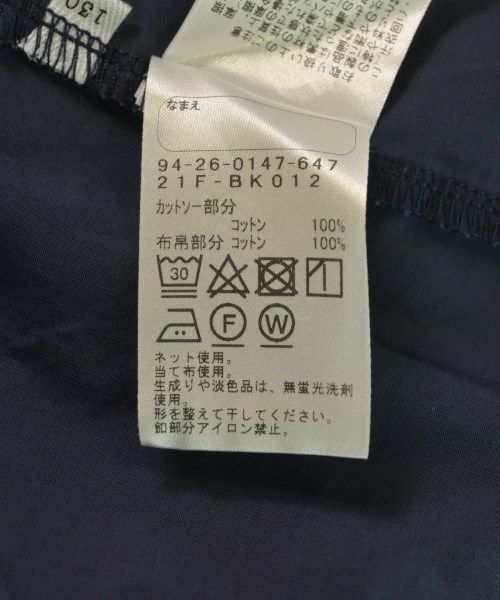 130
なまえ
94-26-0147-647
21F-BK012
カットソー部分
コットン 100%
布帛部分 コットン 100%
30
F W
ネット使用。
当て布使用。
生成りや淡色品は、無蛍光洗剤
使用。
形を整えて干してください。
釦部分アイロン禁止。